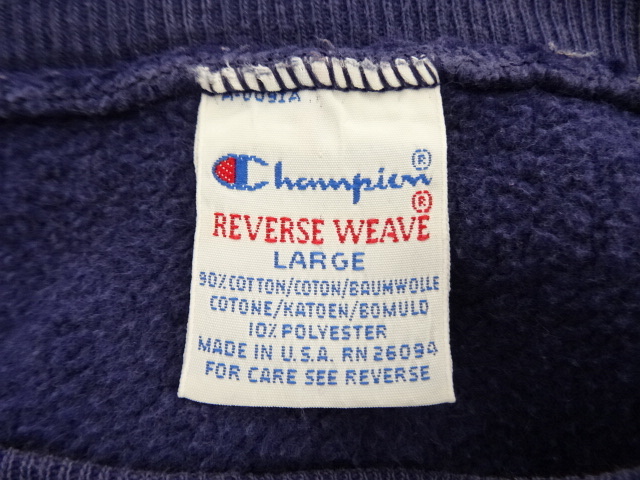 A-0091A
Champion®
REVERSE WEAVE®
LARGE
90% COTTON/COTON/BAUMWOLLE
COTONE/KATOEN/BOMULD
10% POLYESTER
MADE IN U.S.A. RN 26094
FOR CARE SEE REVERSE